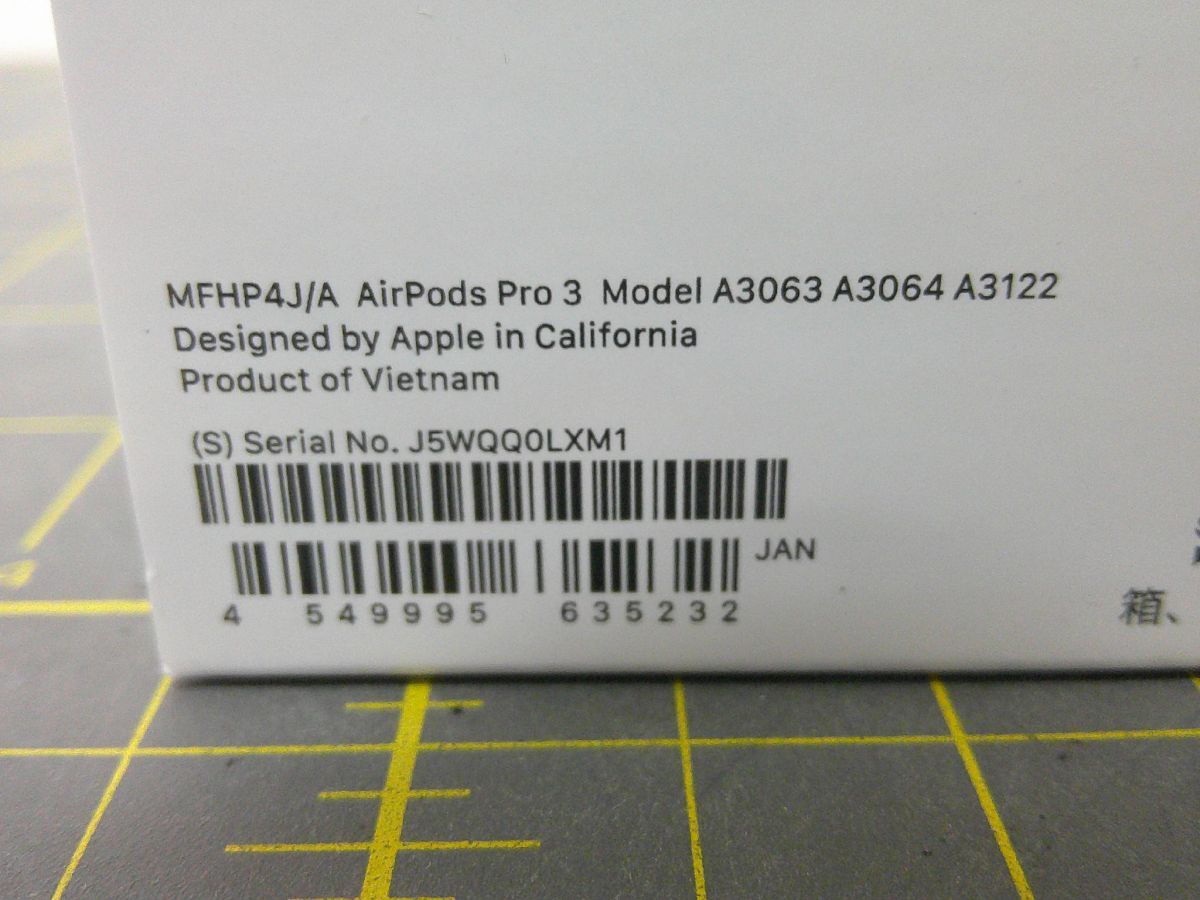 MFHP4J/A AirPods Pro 3 Model A3063 A3064 A3122
Designed by Apple in California
Product of Vietnam
(S) Serial No. J5WQQ0LXM1
JAN
4 549995 635232
箱、